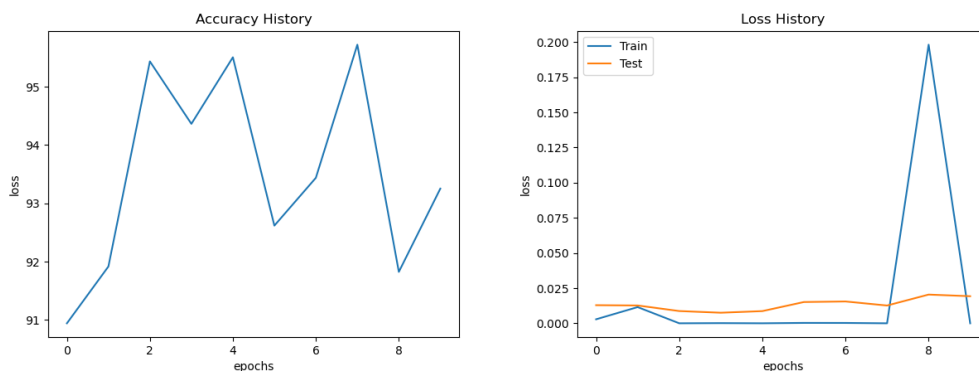 Accuracy History
loss
95
94
93
92
91
0 2 4 6 8
epochs
Loss History
Train
Test
loss
0.200
0.175
0.150
0.125
0.100
0.075
0.050
0.025
0.000
0 2 4 6 8
epochs